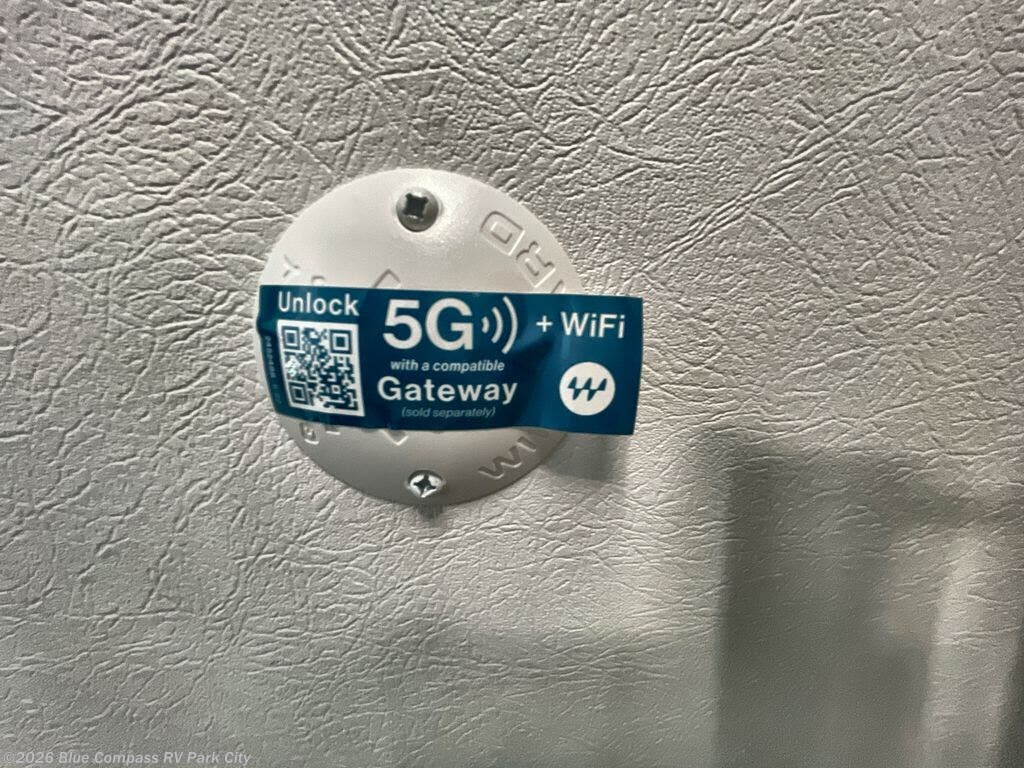 Unlock
5G + WiFi
with a compatible
Gateway
(sold separately)
©2026 Blue Compass RV Park City